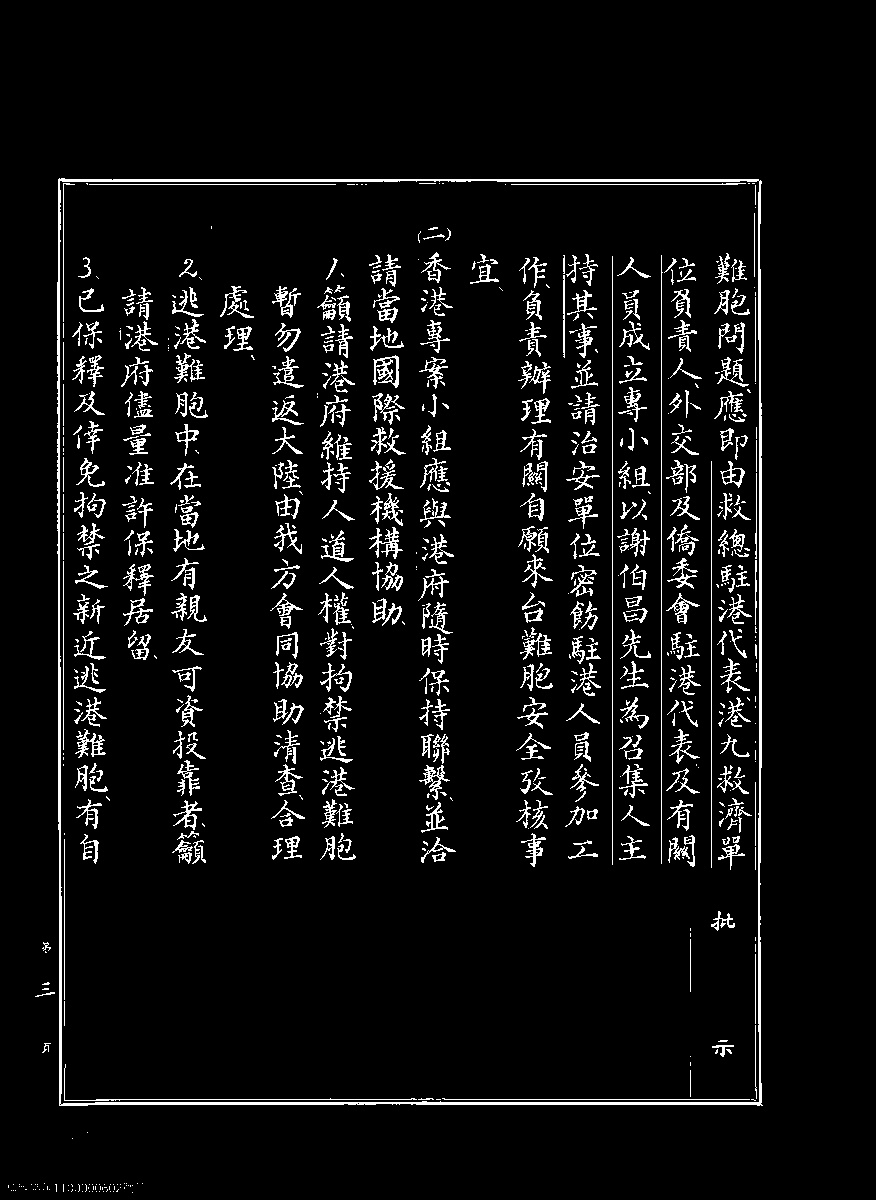 難胞問題、應即由救總駐港代表、港九救濟單
位負責人、外交部及僑委會駐港代表及有關
人員成立專小組、以謝伯昌先生為召集人主
持其事、並請治安單位密飭駐港人員參加工
作、負責辦理有關自願來台難胞安全攷核事
宜、
(二)香港專案小組應與港府隨時保持聯繫、並洽
請當地國際救援機構協助、
1、籲請港府維持人道人權、對拘禁逃港難胞
暫勿遣返大陸、由我方會同協助清查、合理
處理、
2、逃港難胞中、在當地有親友可資投靠者、籲
請港府儘量准許保釋居留、
3、已保釋及倖免拘禁之新近逃港難胞、有自
批示
第三頁